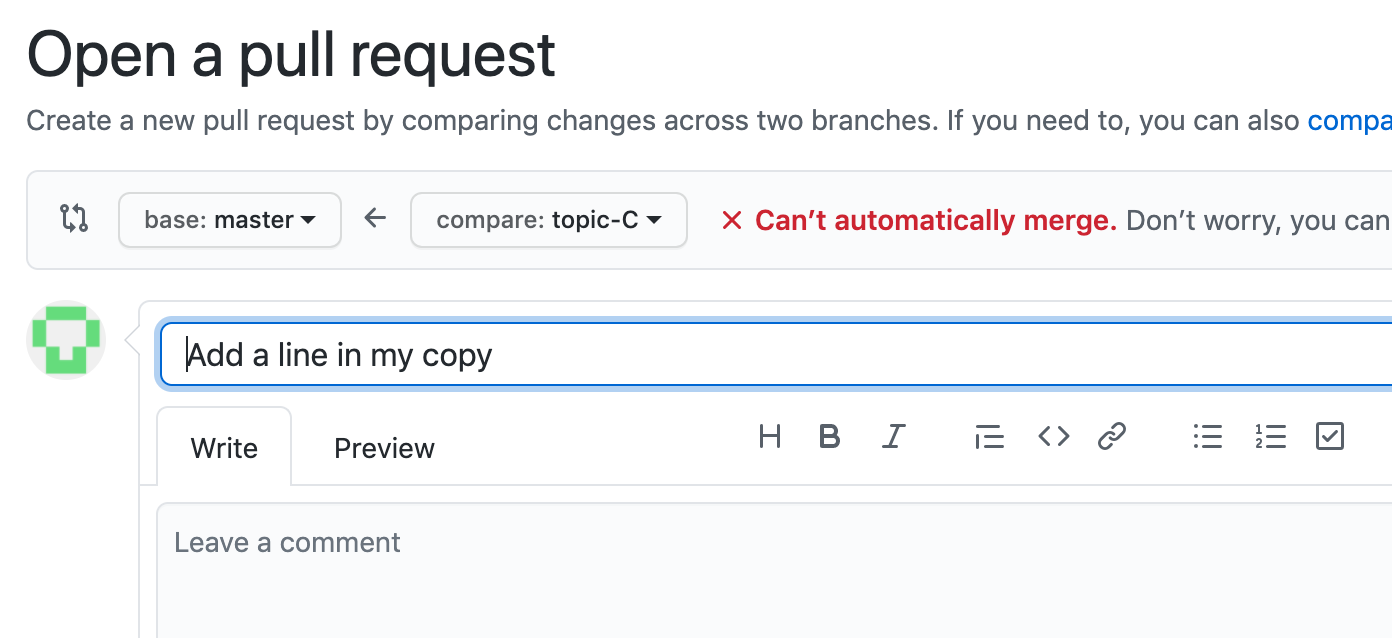 Open a pull request
Create a new pull request by comparing changes across two branches. If you need to, you can also compa
base: master compare: topic-C Can’t automatically merge. Don’t worry, you can
Add a line in my copy
Write Preview
Leave a comment